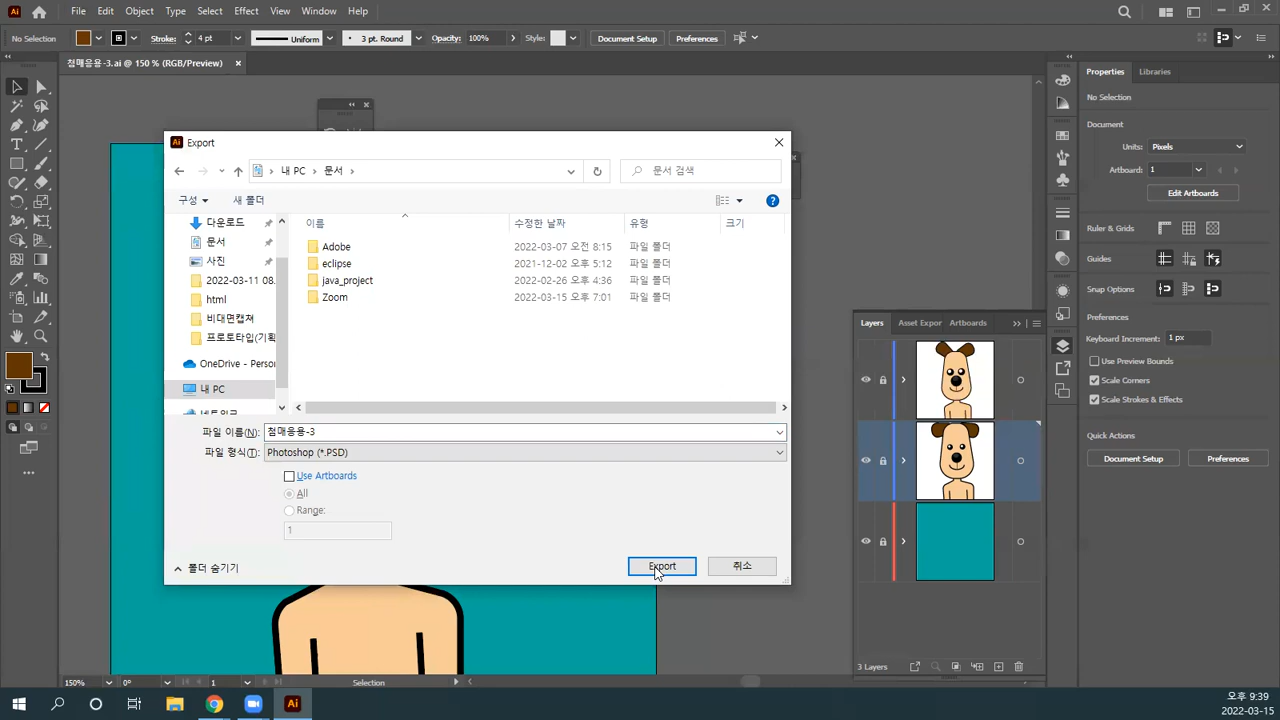 Ai File Edit Object Type Select Effect View Window Help
No Selection Stroke: 4 pt Uniform 3 pt. Round Opacity: 100% Style: Document Setup Preferences
첨매응용-3.ai @ 150 % (RGB/Preview) ×
Properties Libraries
No Selection
Document
Units: Pixels
Artboard: 1
Edit Artboards
Ruler & Grids
Guides
Snap Options
Preferences
Keyboard Increment: 1 px
Use Preview Bounds
Scale Corners
Scale Strokes & Effects
Quick Actions
Document Setup Preferences
Ai Export
내 PC > 문서 >
문서 검색
구성 새 폴더
이름 수정한 날짜 유형 크기
다운로드
문서
사진
2022-03-11 08.
html
비대면캡쳐
프로토타입(기획
OneDrive - Perso
내 PC
네트워크
Adobe 2022-03-07 오전 8:15 파일 폴더
eclipse 2021-12-02 오후 5:12 파일 폴더
java_project 2022-02-26 오후 4:36 파일 폴더
Zoom 2022-03-15 오후 7:01 파일 폴더
파일 이름(N): 첨매응용-3
파일 형식(T): Photoshop (*.PSD)
Use Artboards
All
Range:
1
폴더 숨기기
Export 취소
Layers Asset Expor Artboards
3 Layers
150% 0° 1 Selection
Ai
오후 9:39
2022-03-15